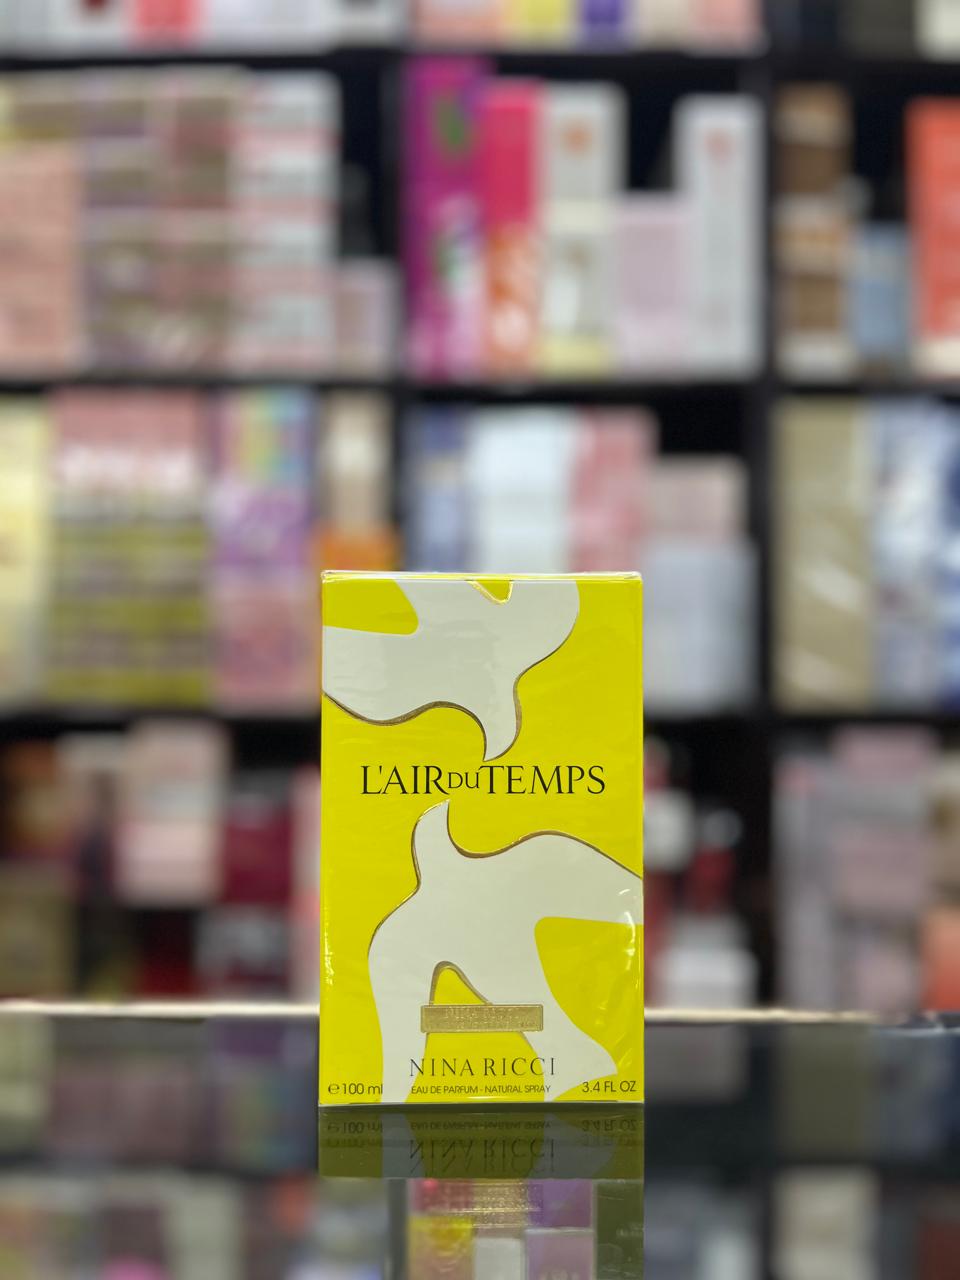 L'AIR DU TEMPS
NINA RICCI
℮100 ml EAU DE PARFUM - NATURAL SPRAY 3.4 FL OZ